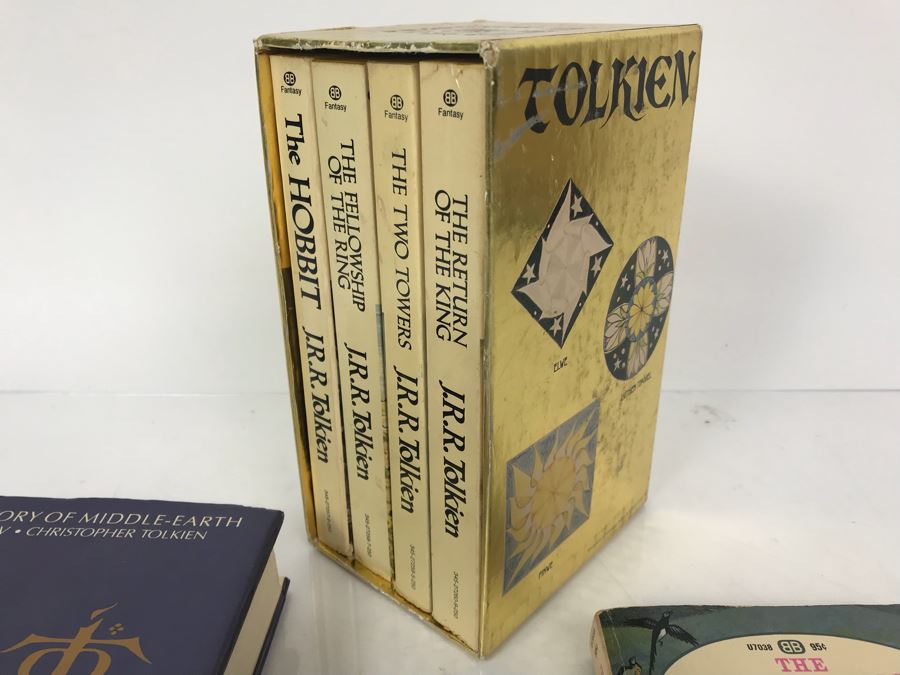 TOLKIEN
BB
Fantasy
The HOBBIT
J.R.R. Tolkien
BB
Fantasy
THE FELLOWSHIP
OF THE RING
J.R.R. Tolkien
BB
Fantasy
THE TWO TOWERS
J.R.R. Tolkien
BB
Fantasy
THE RETURN
OF THE KING
J.R.R. Tolkien
ELWE
FINWE
ORY OF MIDDLE-EARTH
V • CHRISTOPHER TOLKIEN
U7038 BB 95¢
THE